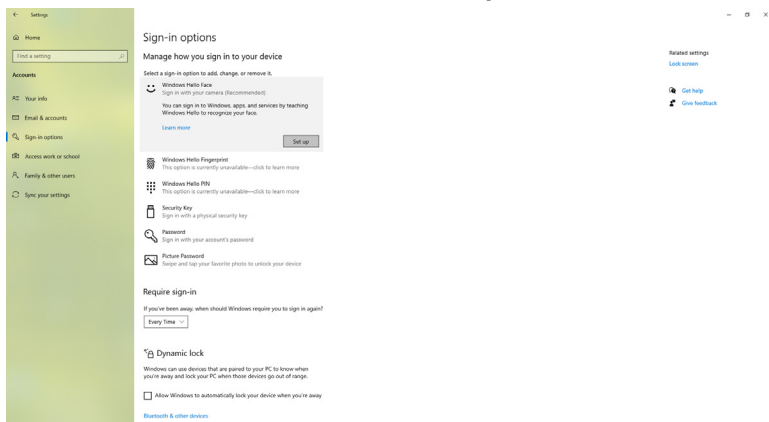 Settings
Home
Find a setting
Accounts
Your info
Email & accounts
Sign-in options
Access work or school
Family & other users
Sync your settings
Sign-in options
Manage how you sign in to your device
Select a sign-in option to add, change, or remove it.
Windows Hello Face
Sign in with your camera (Recommended)
You can sign in to Windows, apps, and services by teaching
Windows Hello to recognize your face.
Learn more
Set up
Windows Hello Fingerprint
This option is currently unavailable—click to learn more
Windows Hello PIN
This option is currently unavailable—click to learn more
Security Key
Sign in with a physical security key
Password
Sign in with your account's password
Picture Password
Swipe and tap your favorite photo to unlock your device
Require sign-in
If you've been away, when should Windows require you to sign in again?
Every Time
Dynamic lock
Windows can use devices that are paired to your PC to know when
you're away and lock your PC when those devices go out of range.
Allow Windows to automatically lock your device when you're away
Bluetooth & other devices
Related settings
Lock screen
Get help
Give feedback